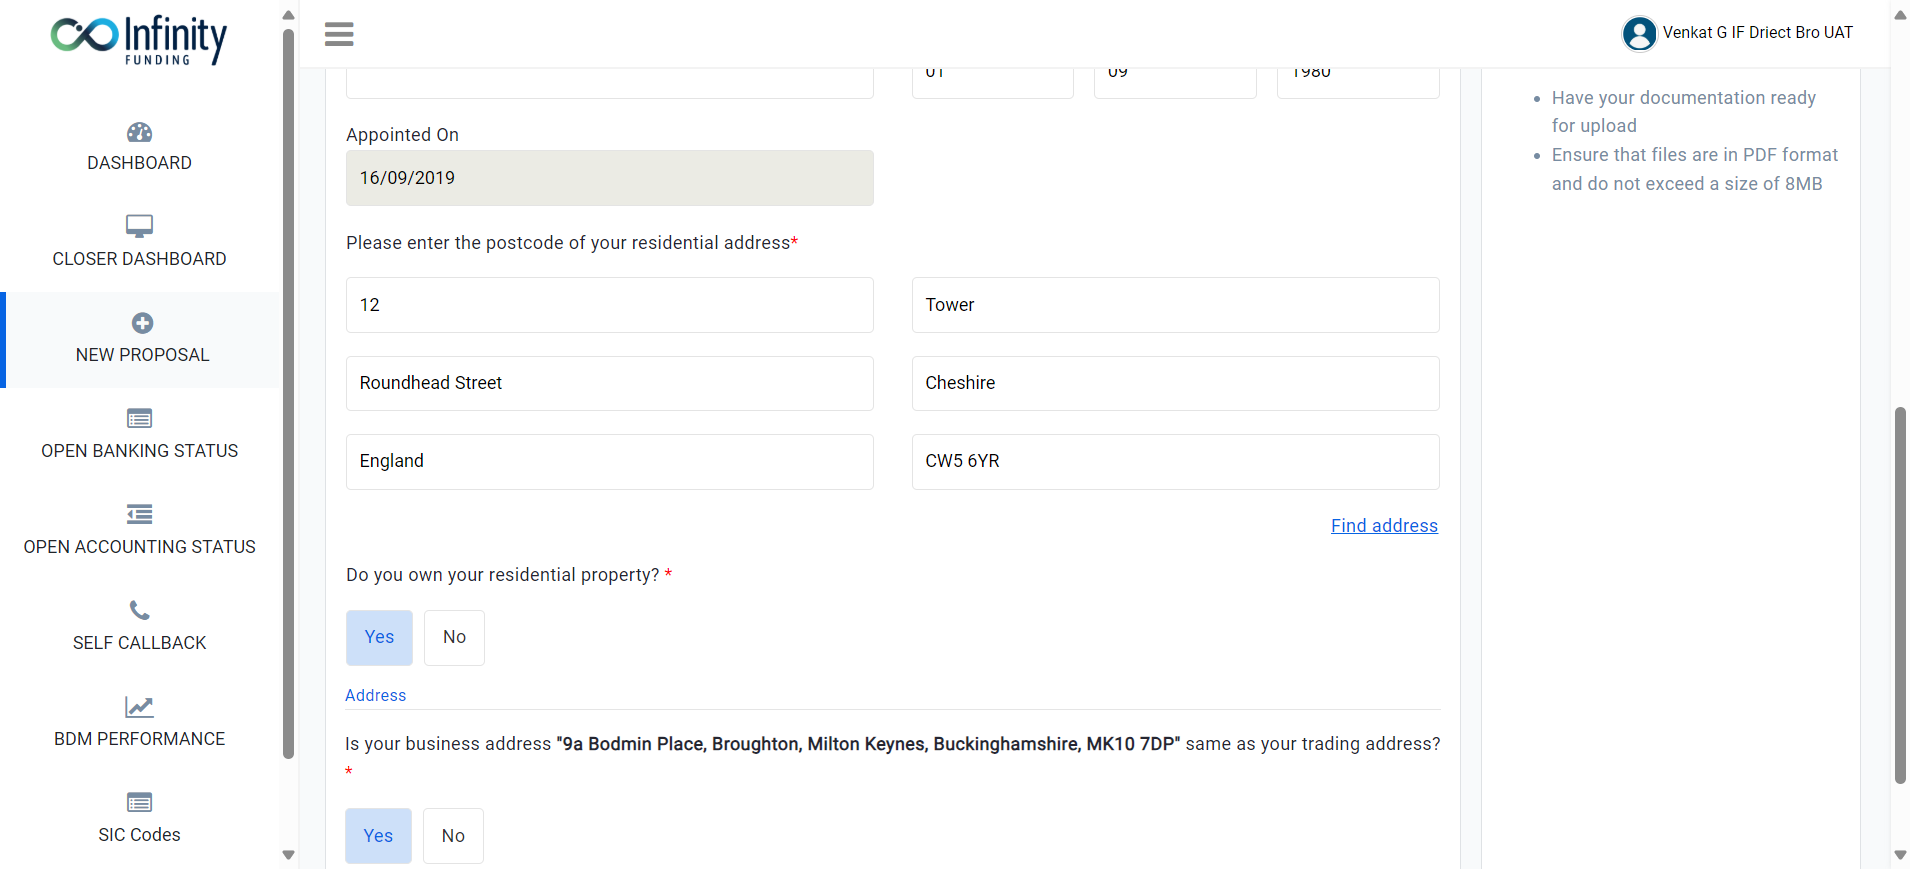 Infinity
FUNDING
DASHBOARD
CLOSER DASHBOARD
NEW PROPOSAL
OPEN BANKING STATUS
OPEN ACCOUNTING STATUS
SELF CALLBACK
BDM PERFORMANCE
SIC Codes
Venkat G IF Driect Bro UAT
01
09
1980
Appointed On
16/09/2019
Please enter the postcode of your residential address*
12
Tower
Roundhead Street
Cheshire
England
CW5 6YR
Find address
Do you own your residential property? *
Yes
No
Address
Is your business address "9a Bodmin Place, Broughton, Milton Keynes, Buckinghamshire, MK10 7DP" same as your trading address?
*
Yes
No
Have your documentation ready
for upload
Ensure that files are in PDF format
and do not exceed a size of 8MB